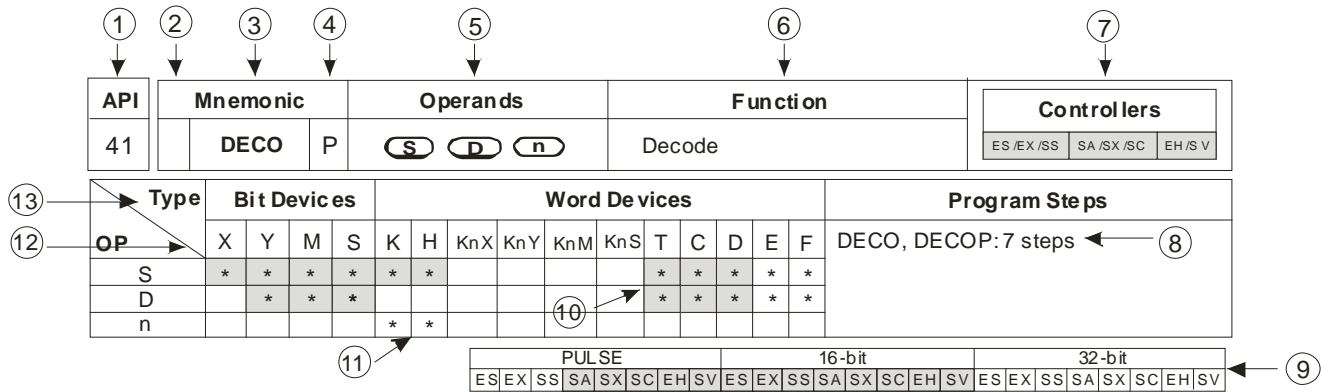 ① ② ③ ④ ⑤ ⑥ ⑦
API Mnemonic Operands Function Controllers
41 DECO P S D n Decode ES/EX/SS SA/SX/SC EH/SV
⑬ Type Bit Devices Word Devices Program Steps
⑫ OP X Y M S K H KnX KnY KnM KnS T C D E F DECO, DECOP: 7 steps ⑧
S * * * * * * * * * * *
D * * * * * * * *
n * *
⑩
⑪
PULSE 16-bit 32-bit
ES EX SS SA SX SC EH SV ES EX SS SA SX SC EH SV ES EX SS SA SX SC EH SV ⑨